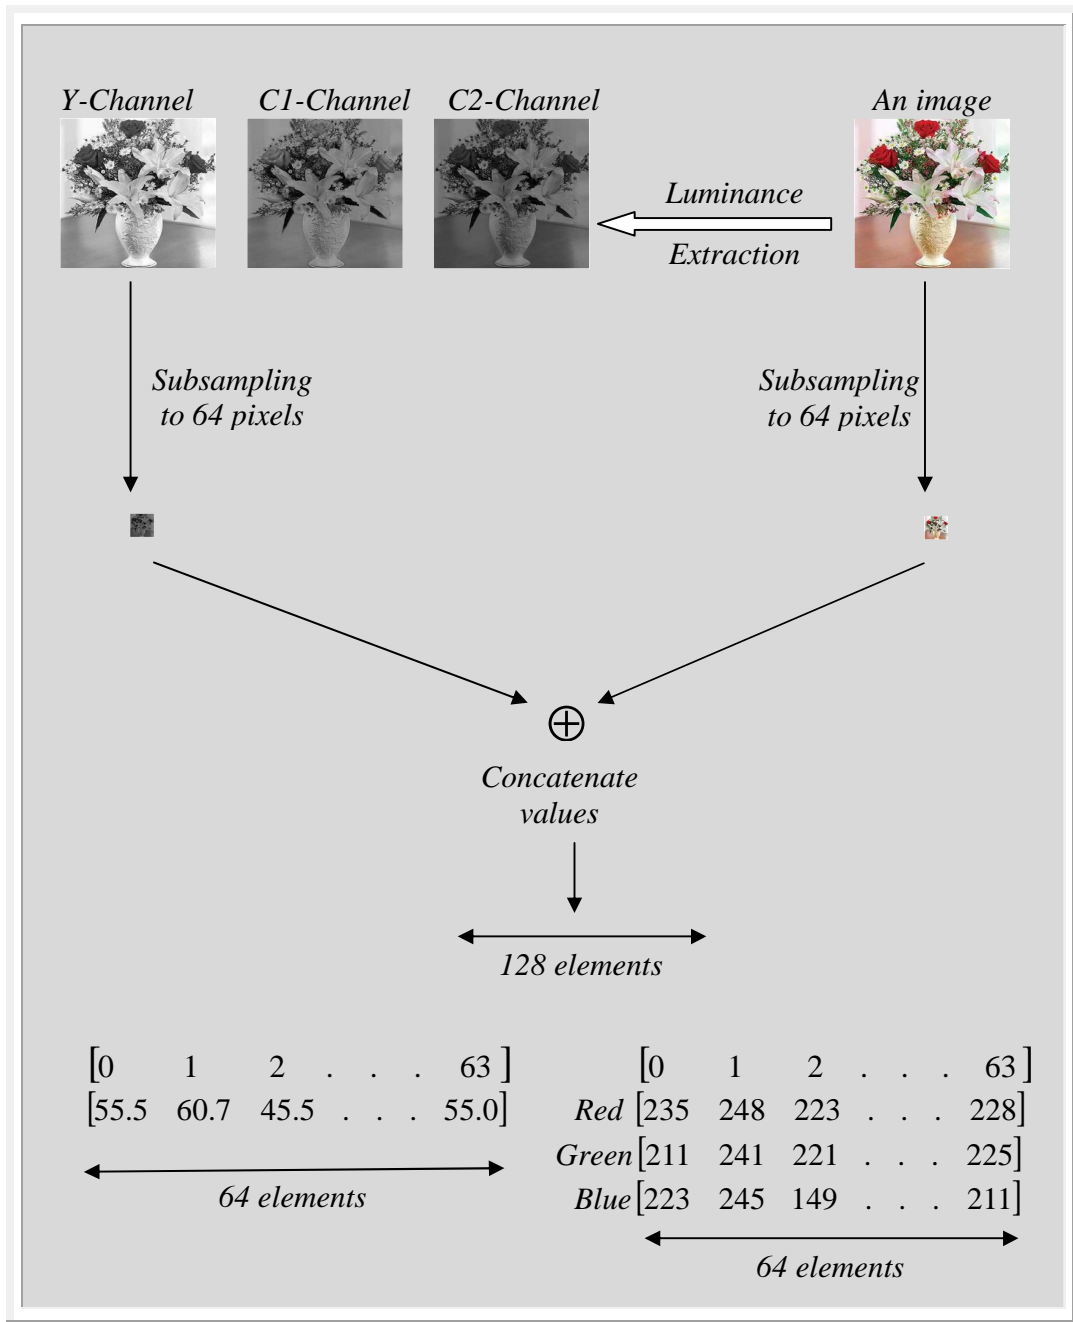 Y-Channel C1-Channel C2-Channel An image
Luminance
Extraction
Subsampling
to 64 pixels
Subsampling
to 64 pixels
⊕
Concatenate
values
128 elements
[0 1 2 . . . 63]
[55.5 60.7 45.5 . . . 55.0]
64 elements
[0 1 2 . . . 63]
Red [235 248 223 . . . 228]
Green [211 241 221 . . . 225]
Blue [223 245 149 . . . 211]
64 elements